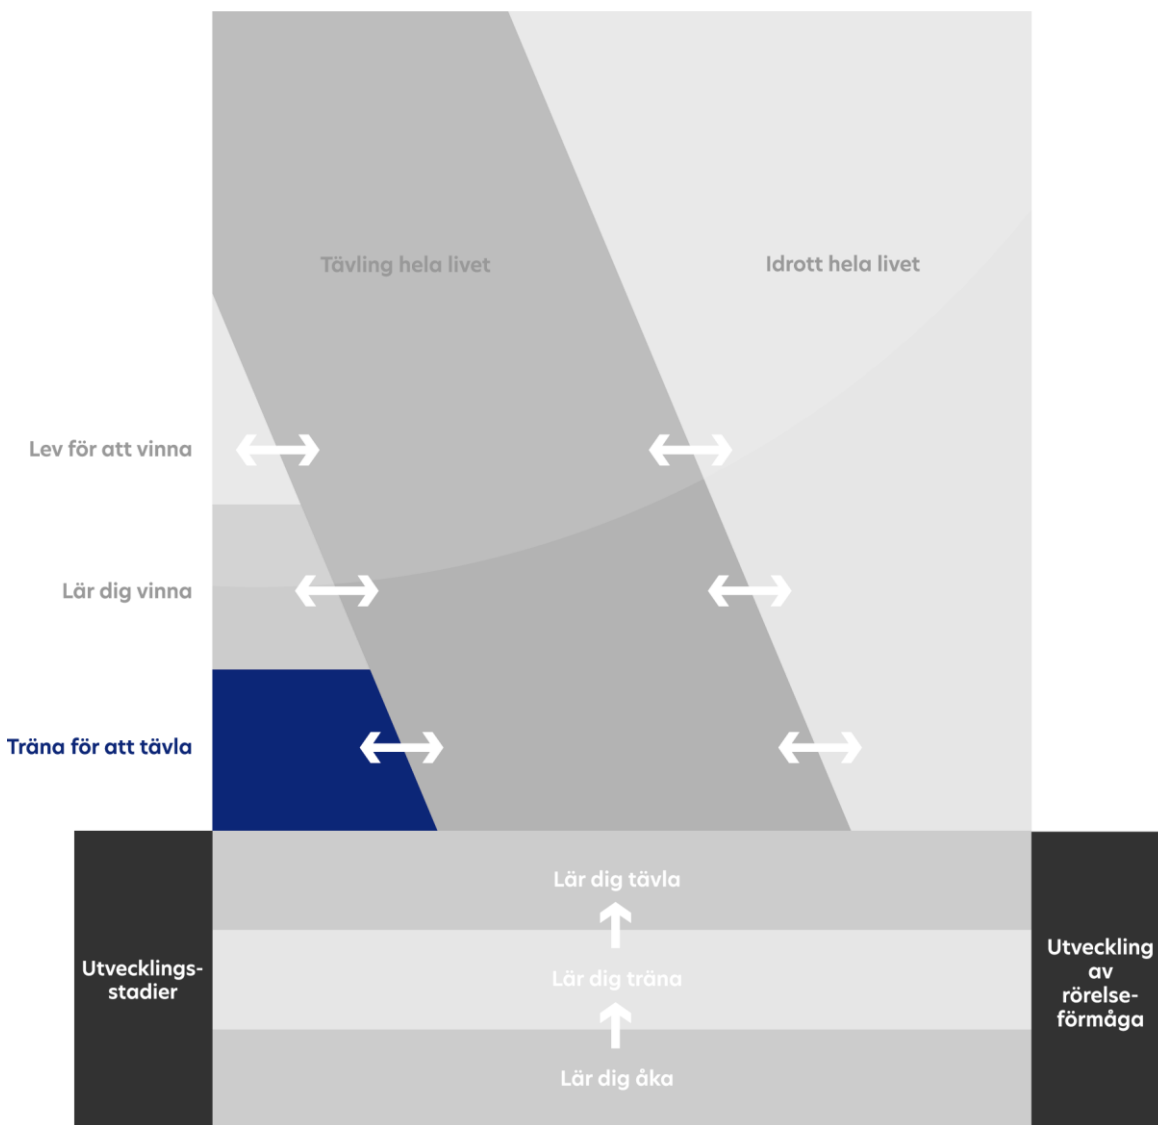 Tävling hela livet
Idrott hela livet
Lev för att vinna
Lär dig vinna
Träna för att tävla
Lär dig tävla
Utvecklings-
stadier
Lär dig träna
Utveckling
av
rörelse-
förmåga
Lär dig åka